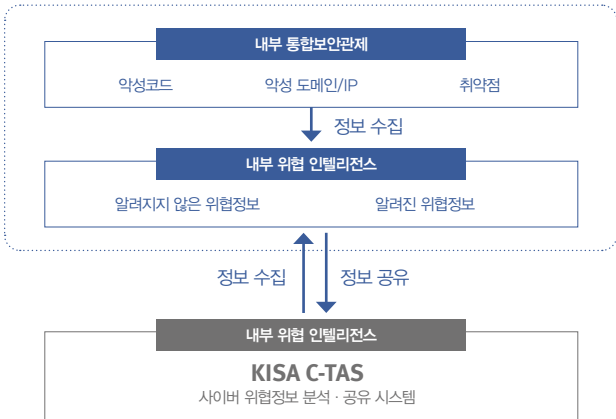 내부 통합보안관제
악성코드 악성 도메인/IP 취약점
정보 수집
내부 위협 인텔리전스
알려지지 않은 위협정보 알려진 위협정보
정보 수집 정보 공유
내부 위협 인텔리전스
KISA C-TAS
사이버 위협정보 분석 · 공유 시스템